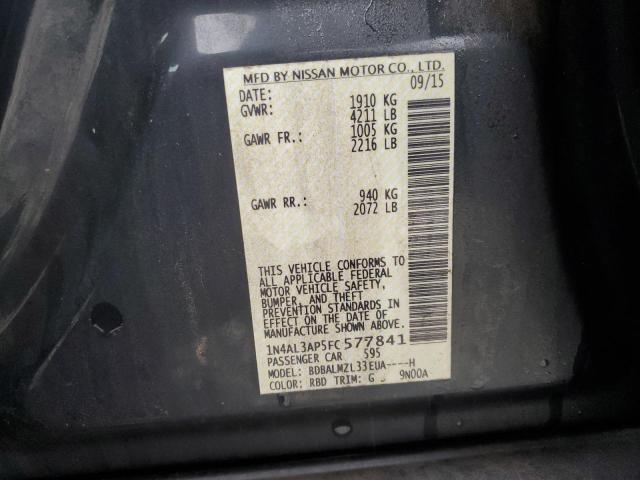 MFD BY NISSAN MOTOR CO., LTD.
DATE: 09/15
GVWR: 1910 KG
4211 LB
GAWR FR.: 1005 KG
2216 LB
GAWR RR.: 940 KG
2072 LB
THIS VEHICLE CONFORMS TO
ALL APPLICABLE FEDERAL
MOTOR VEHICLE SAFETY,
BUMPER, AND THEFT
PREVENTION STANDARDS IN
EFFECT ON THE DATE OF
MANUFACTURE SHOWN ABOVE.
1N4AL3AP5FC577841
PASSENGER CAR 595
MODEL: BDBALMZL33EUA----H
COLOR: RBD TRIM: G 9N00A